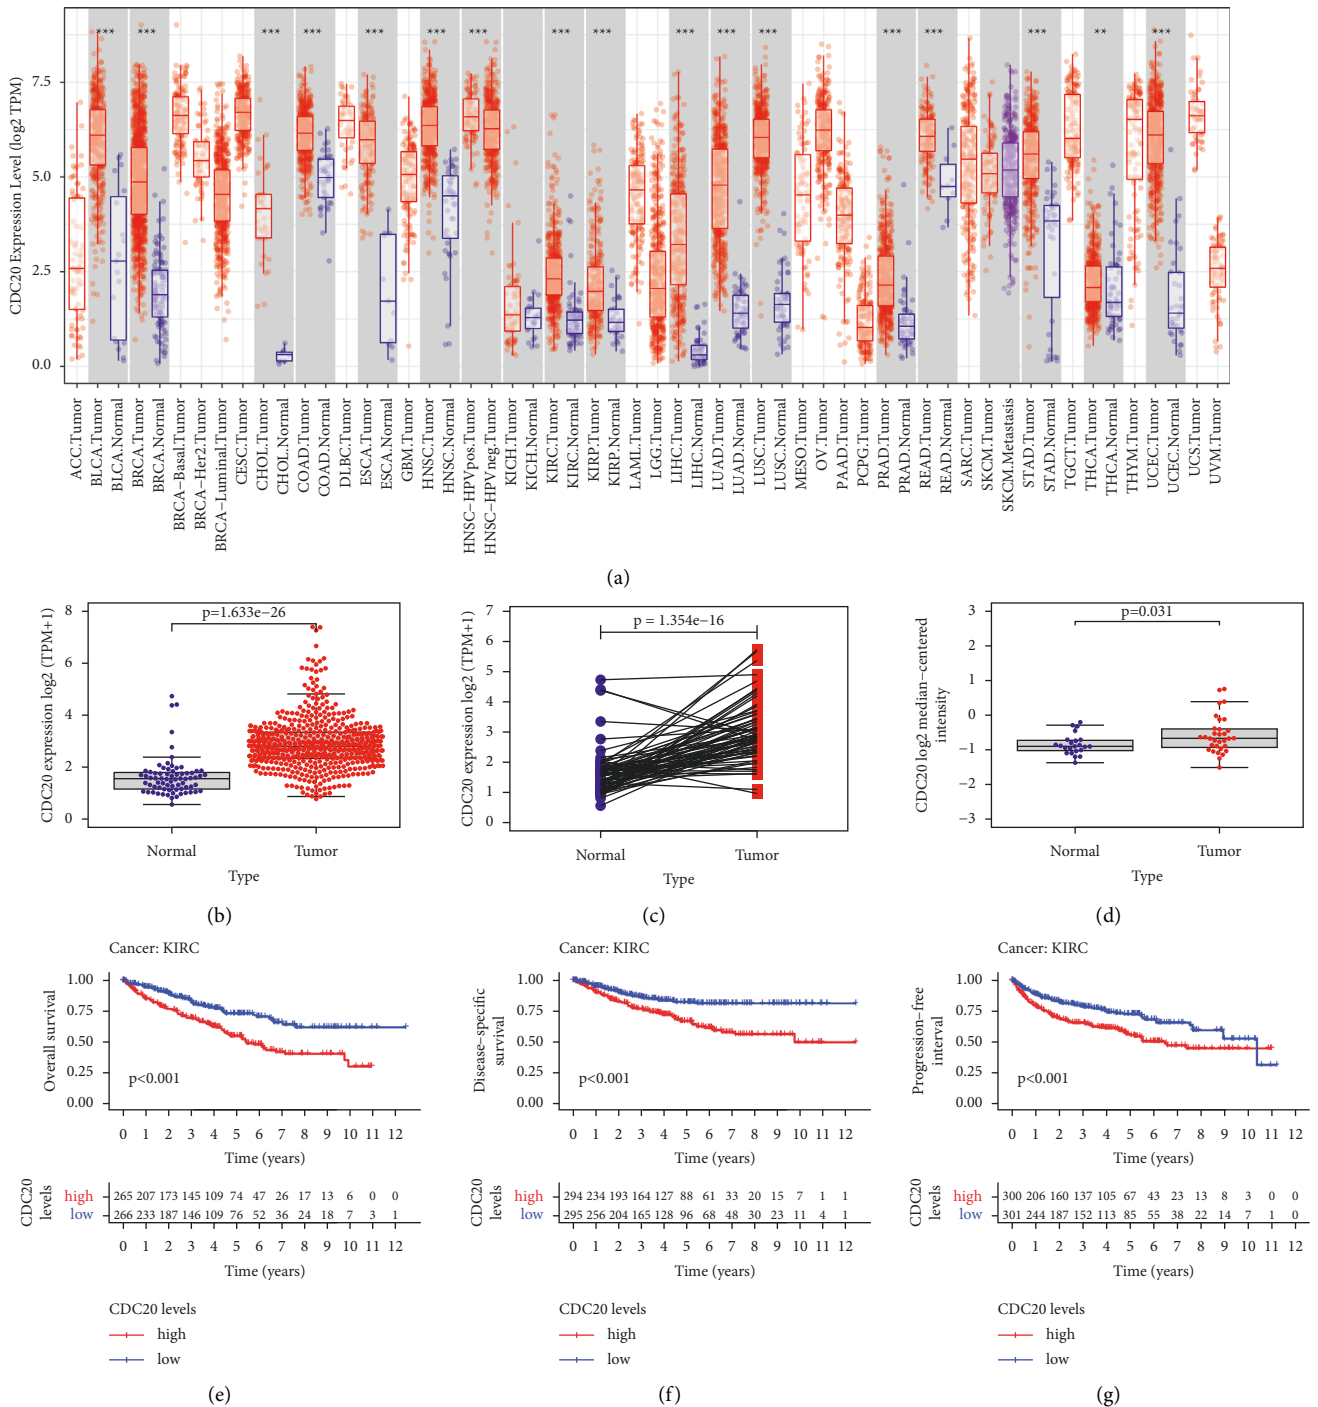 *** *** *** *** *** *** *** *** *** *** *** *** *** *** *** ** ***
CDC20 Expression Level (log2 TPM)
7.5
5.0
2.5
0.0
ACC.Tumor
BLCA.Tumor
BLCA.Normal
BRCA.Tumor
BRCA.Normal
BRCA−Basal.Tumor
BRCA−Her2.Tumor
BRCA−Luminal.Tumor
CESC.Tumor
CHOL.Tumor
CHOL.Normal
COAD.Tumor
COAD.Normal
DLBC.Tumor
ESCA.Tumor
ESCA.Normal
GBM.Tumor
HNSC.Tumor
HNSC.Normal
HNSC−HPVpos.Tumor
HNSC−HPVneg.Tumor
KICH.Tumor
KICH.Normal
KIRC.Tumor
KIRC.Normal
KIRP.Tumor
KIRP.Normal
LAML.Tumor
LGG.Tumor
LIHC.Tumor
LIHC.Normal
LUAD.Tumor
LUAD.Normal
LUSC.Tumor
LUSC.Normal
MESO.Tumor
OV.Tumor
PAAD.Tumor
PCPG.Tumor
PRAD.Tumor
PRAD.Normal
READ.Tumor
READ.Normal
SARC.Tumor
SKCM.Tumor
SKCM.Metastasis
STAD.Tumor
STAD.Normal
TGCT.Tumor
THCA.Tumor
THCA.Normal
THYM.Tumor
UCEC.Tumor
UCEC.Normal
UCS.Tumor
UVM.Tumor
(a)
CDC20 expression log2 (TPM+1)
8
6
4
2
0
p=1.633e−26
Normal Tumor
Type
(b)
CDC20 expression log2 (TPM+1)
7
6
5
4
3
2
1
0
p = 1.354e−16
Normal Tumor
Type
(c)
CDC20 log2 median−centered
intensity
3
2
1
0
−1
−2
−3
p=0.031
Normal Tumor
Type
(d)
Cancer: KIRC
Overall survival
1.00
0.75
0.50
0.25
0.00
p<0.001
0 1 2 3 4 5 6 7 8 9 10 11 12
Time (years)
CDC20
levels
high 265 207 173 145 109 74 47 26 17 13 6 0 0
low 266 233 187 146 109 76 52 36 24 18 7 3 1
0 1 2 3 4 5 6 7 8 9 10 11 12
Time (years)
CDC20 levels
high
low
(e)
Cancer: KIRC
Disease−specific
survival
1.00
0.75
0.50
0.25
0.00
p<0.001
0 1 2 3 4 5 6 7 8 9 10 11 12
Time (years)
CDC20
levels
high 294 234 193 164 127 88 61 33 20 15 7 1 1
low 295 256 204 165 128 96 68 48 30 23 11 4 1
0 1 2 3 4 5 6 7 8 9 10 11 12
Time (years)
CDC20 levels
high
low
(f)
Cancer: KIRC
Progression−free
interval
1.00
0.75
0.50
0.25
0.00
p<0.001
0 1 2 3 4 5 6 7 8 9 10 11 12
Time (years)
CDC20
levels
high 300 206 160 137 105 67 43 23 13 8 3 0 0
low 301 244 187 152 113 85 55 38 22 14 7 1 0
0 1 2 3 4 5 6 7 8 9 10 11 12
Time (years)
CDC20 levels
high
low
(g)